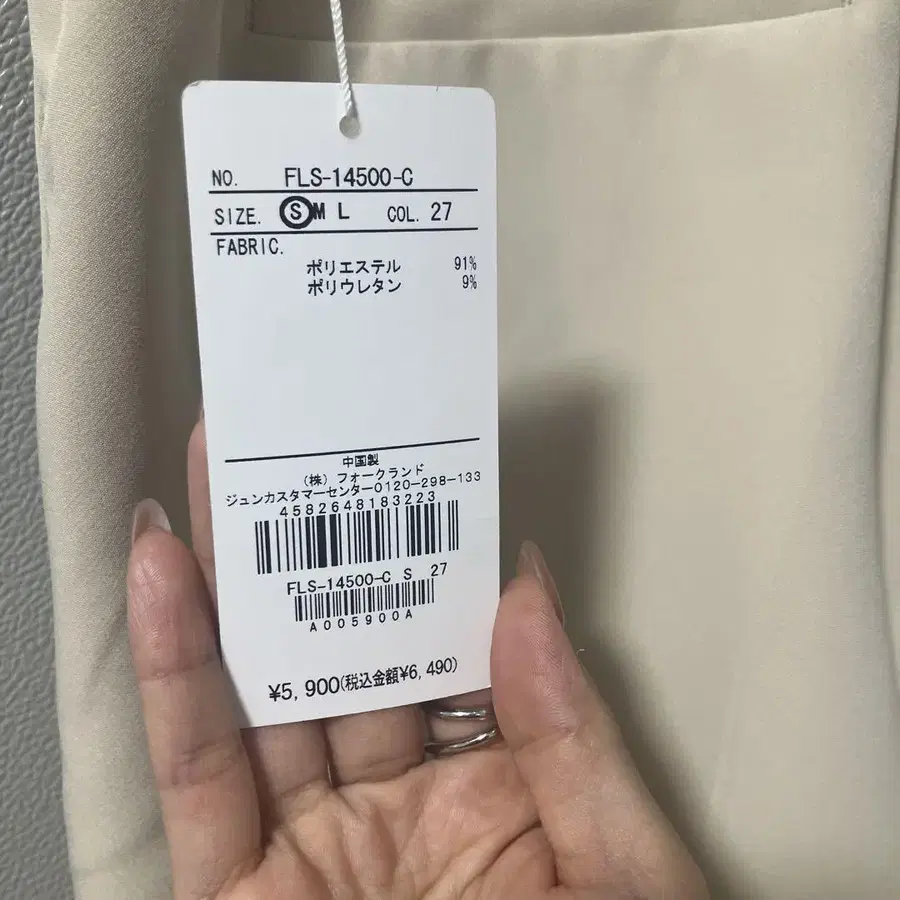 NO. FLS-14500-C
SIZE. S M L COL. 27
FABRIC.
ポリエステル 91%
ポリウレタン 9%
中国製
(株) フォークランド
ジュンカスタマーセンター0120-298-133
4582648183223
FLS-14500-C S 27
A005900A
¥5,900(税込金額¥6,490)